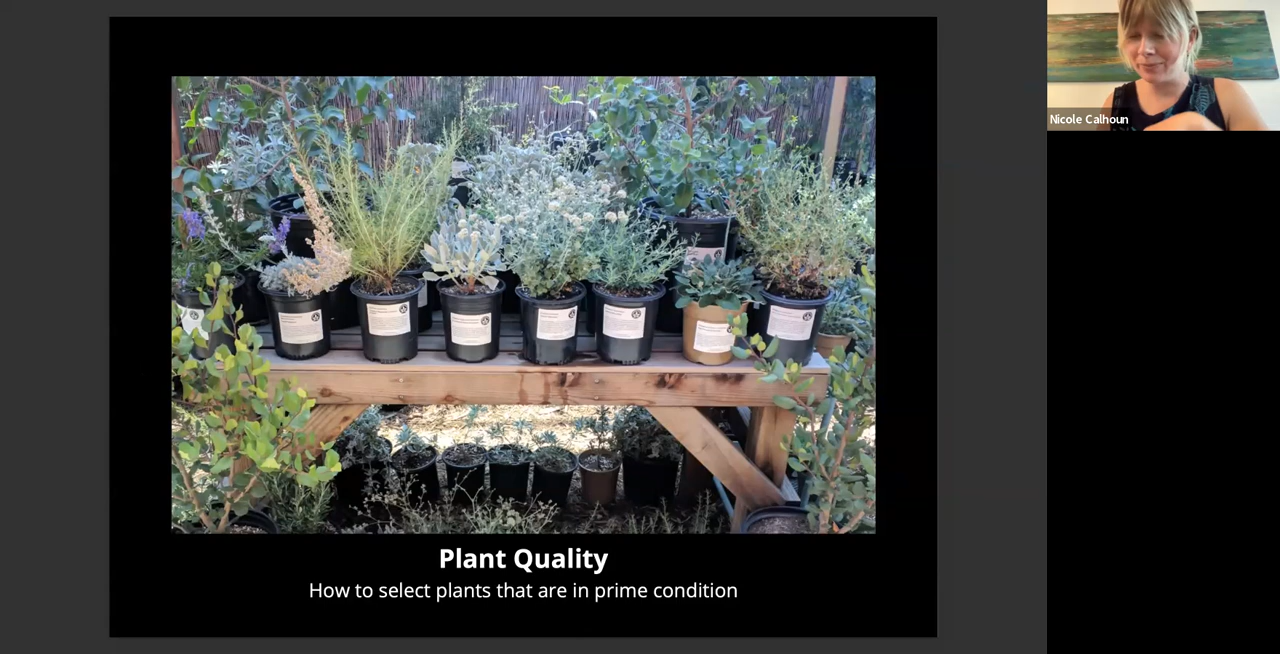 Nicole Calhoun
Plant Quality
How to select plants that are in prime condition